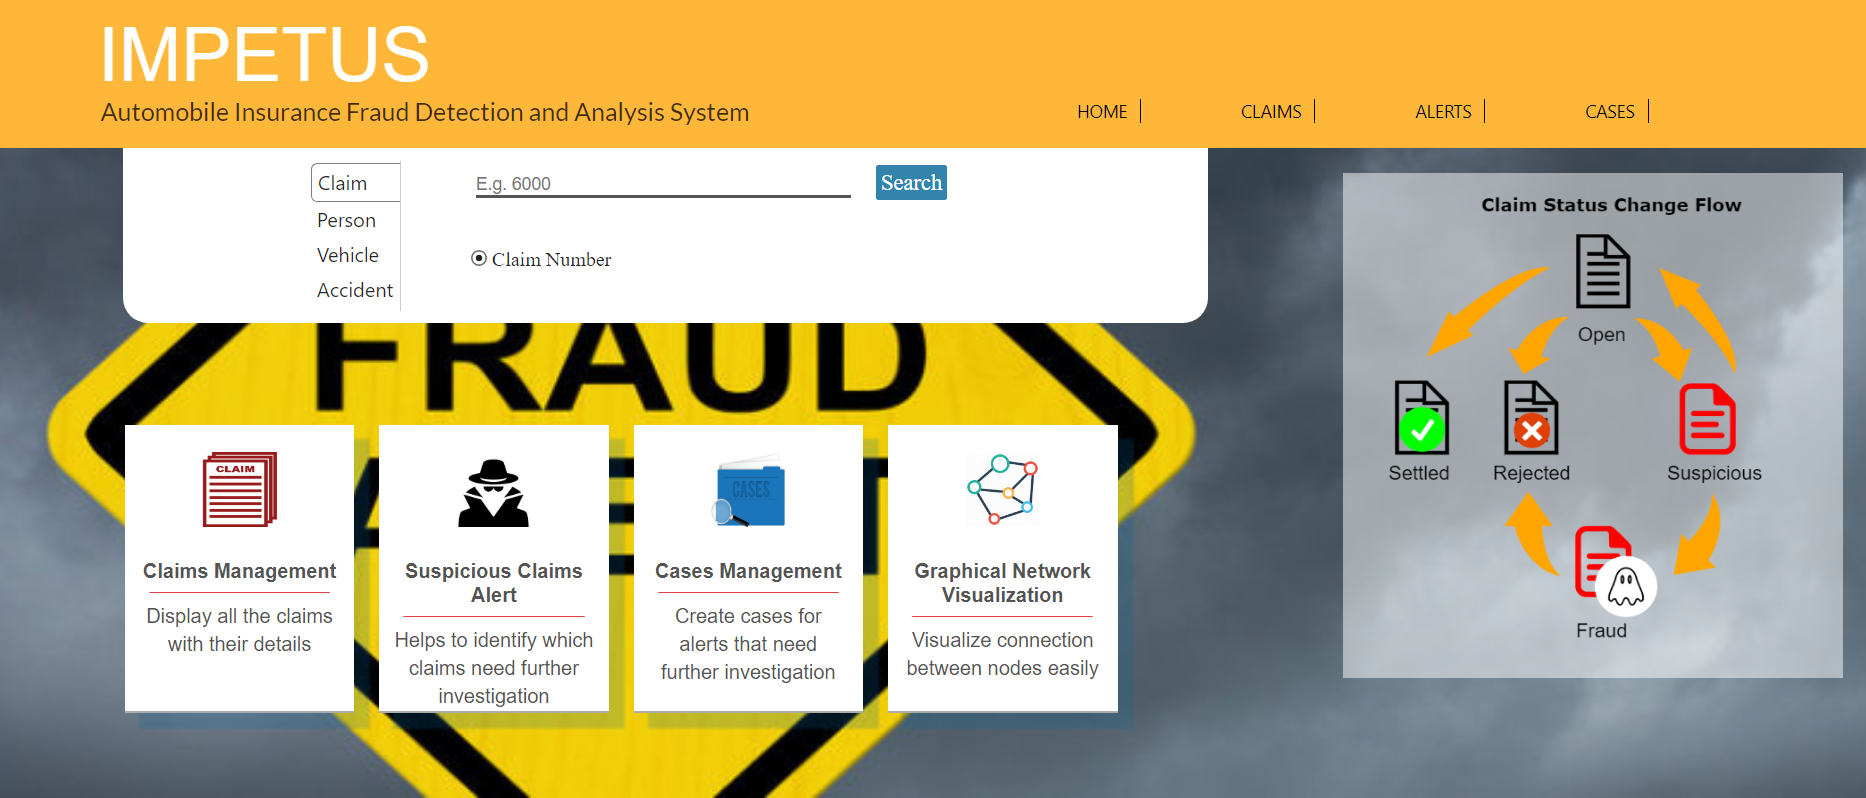 IMPETUS
Automobile Insurance Fraud Detection and Analysis System
HOME
CLAIMS
ALERTS
CASES
Claim
Person
Vehicle
Accident
E.g. 6000
Search
Claim Number
FRAUD
CLAIM
Claims Management
Display all the claims
with their details
Suspicious Claims
Alert
Helps to identify which
claims need further
investigation
CASES
Cases Management
Create cases for
alerts that need
further investigation
Graphical Network
Visualization
Visualize connection
between nodes easily
Claim Status Change Flow
Open
Settled
Rejected
Suspicious
Fraud